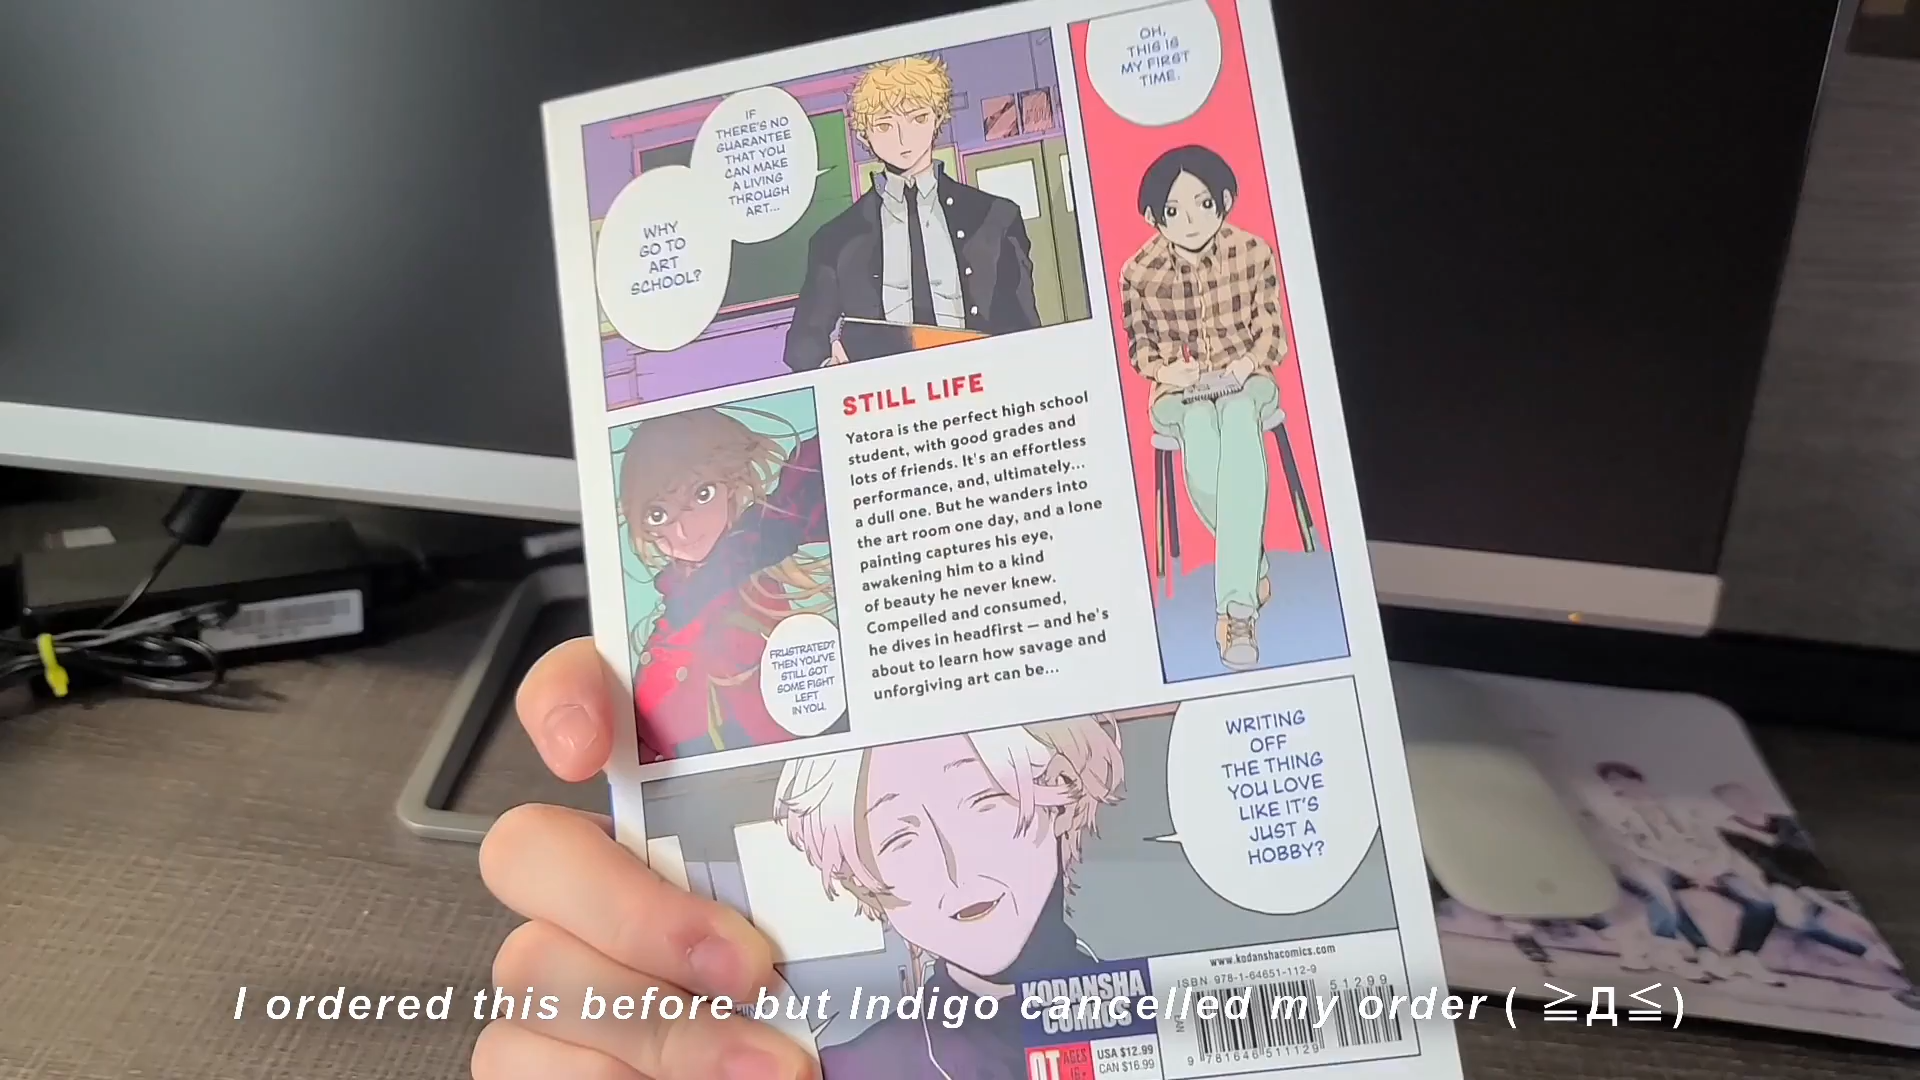 IF
THERE'S NO
GUARANTEE
THAT YOU
CAN MAKE
A LIVING
THROUGH
ART...
WHY
GO TO
ART
SCHOOL?
OH,
THIS IS
MY FIRST
TIME.
STILL LIFE
Yatora is the perfect high school
student, with good grades and
lots of friends. It's an effortless
performance, and, ultimately...
a dull one. But he wanders into
the art room one day, and a lone
painting captures his eye,
awakening him to a kind
of beauty he never knew.
Compelled and consumed,
he dives in headfirst — and he's
about to learn how savage and
unforgiving art can be...
FRUSTRATED?
THEN YOU'VE
STILL GOT
SOME FIGHT
LEFT
IN YOU.
WRITING
OFF
THE THING
YOU LOVE
LIKE IT'S
JUST A
HOBBY?
www.kodanshacomics.com
ISBN 978-1-64651-112-9
51299
KODANSHA
COMICS
9 781646 511129
OT AGES
16+
USA $12.99
CAN $16.99
I ordered this before but Indigo cancelled my order ( ≧Д≦)